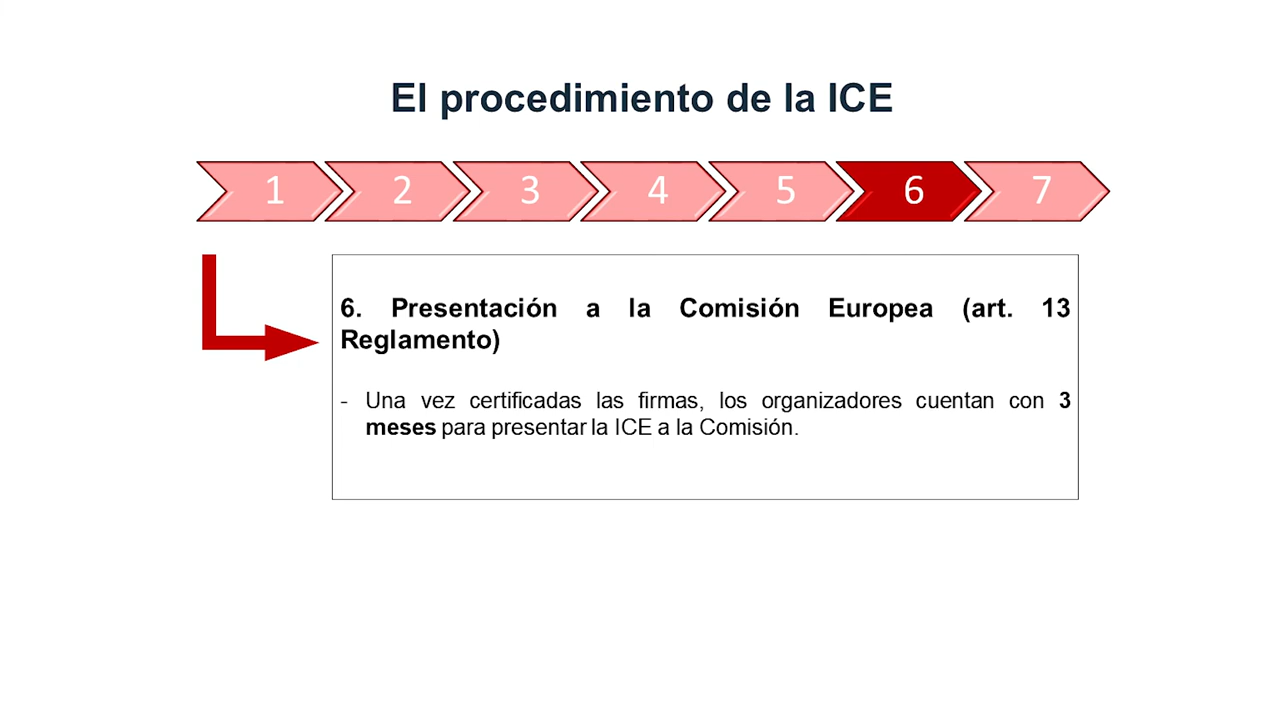 El procedimiento de la ICE
1 2 3 4 5 6 7
6. Presentación a la Comisión Europea (art. 13
Reglamento)
- Una vez certificadas las firmas, los organizadores cuentan con 3
meses para presentar la ICE a la Comisión.